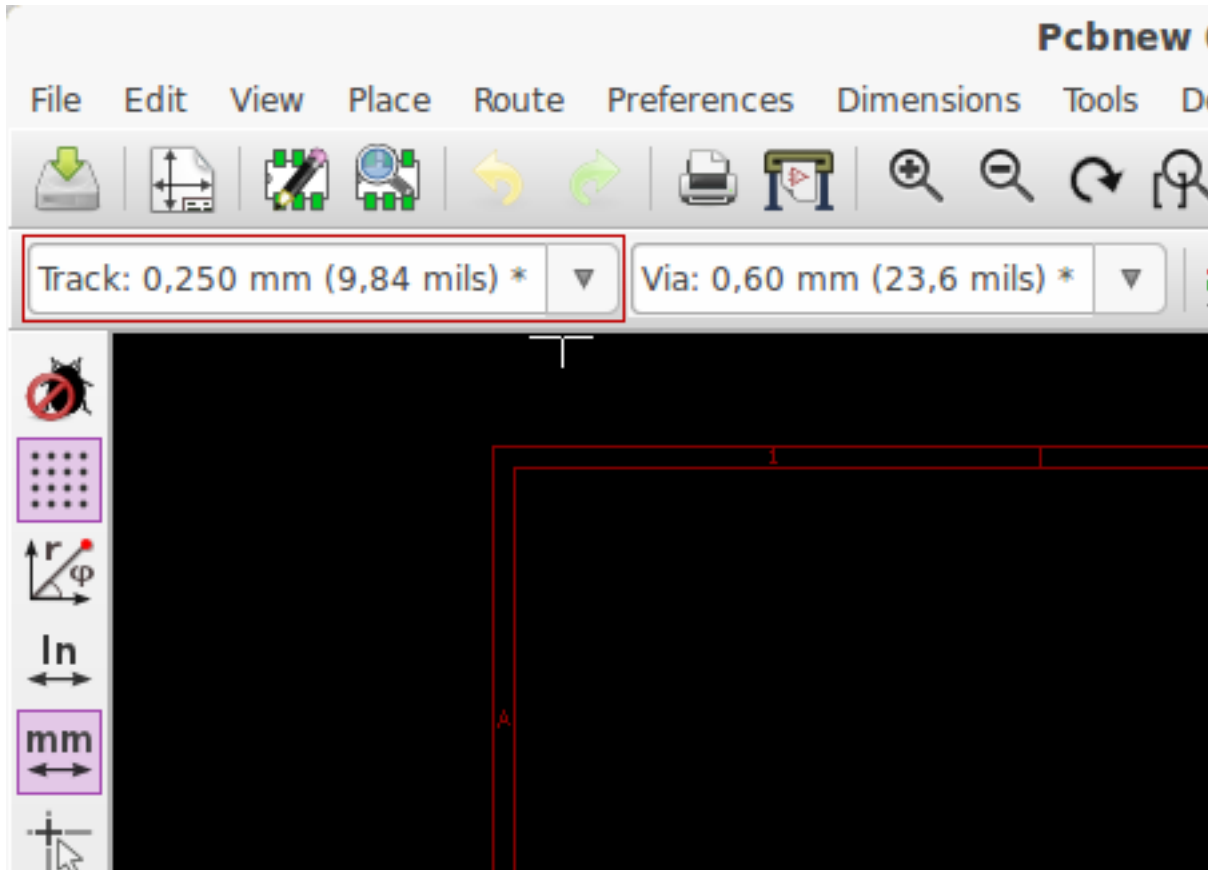 Pcbnew
File Edit View Place Route Preferences Dimensions Tools
Track: 0,250 mm (9,84 mils) * Via: 0,60 mm (23,6 mils) *
1
r
φ
In
mm
A